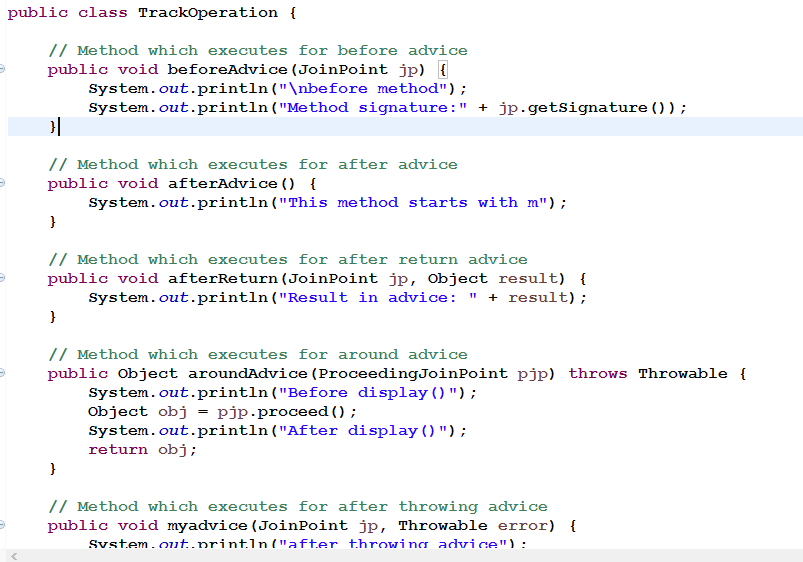 public class TrackOperation {
// Method which executes for before advice
public void beforeAdvice(JoinPoint jp) {
System.out.println("\nbefore method");
System.out.println("Method signature:" + jp.getSignature());
}
// Method which executes for after advice
public void afterAdvice() {
System.out.println("This method starts with m");
}
// Method which executes for after return advice
public void afterReturn(JoinPoint jp, Object result) {
System.out.println("Result in advice: " + result);
}
// Method which executes for around advice
public Object aroundAdvice(ProceedingJoinPoint pjp) throws Throwable {
System.out.println("Before display()");
Object obj = pjp.proceed();
System.out.println("After display()");
return obj;
}
// Method which executes for after throwing advice
public void myadvice(JoinPoint jp, Throwable error) {
System.out.println("after throwing advice");